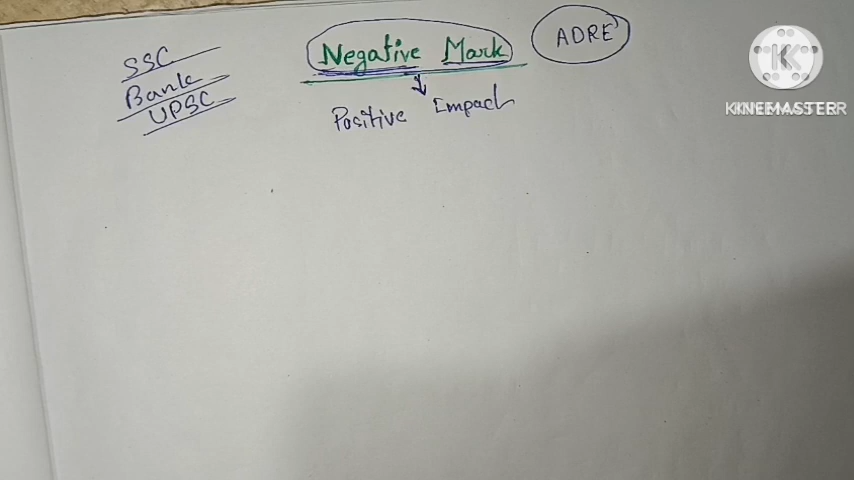 SSC
Bank
UPSC
Negative Mark
Positive Impact
ADRE
KINEMASTER